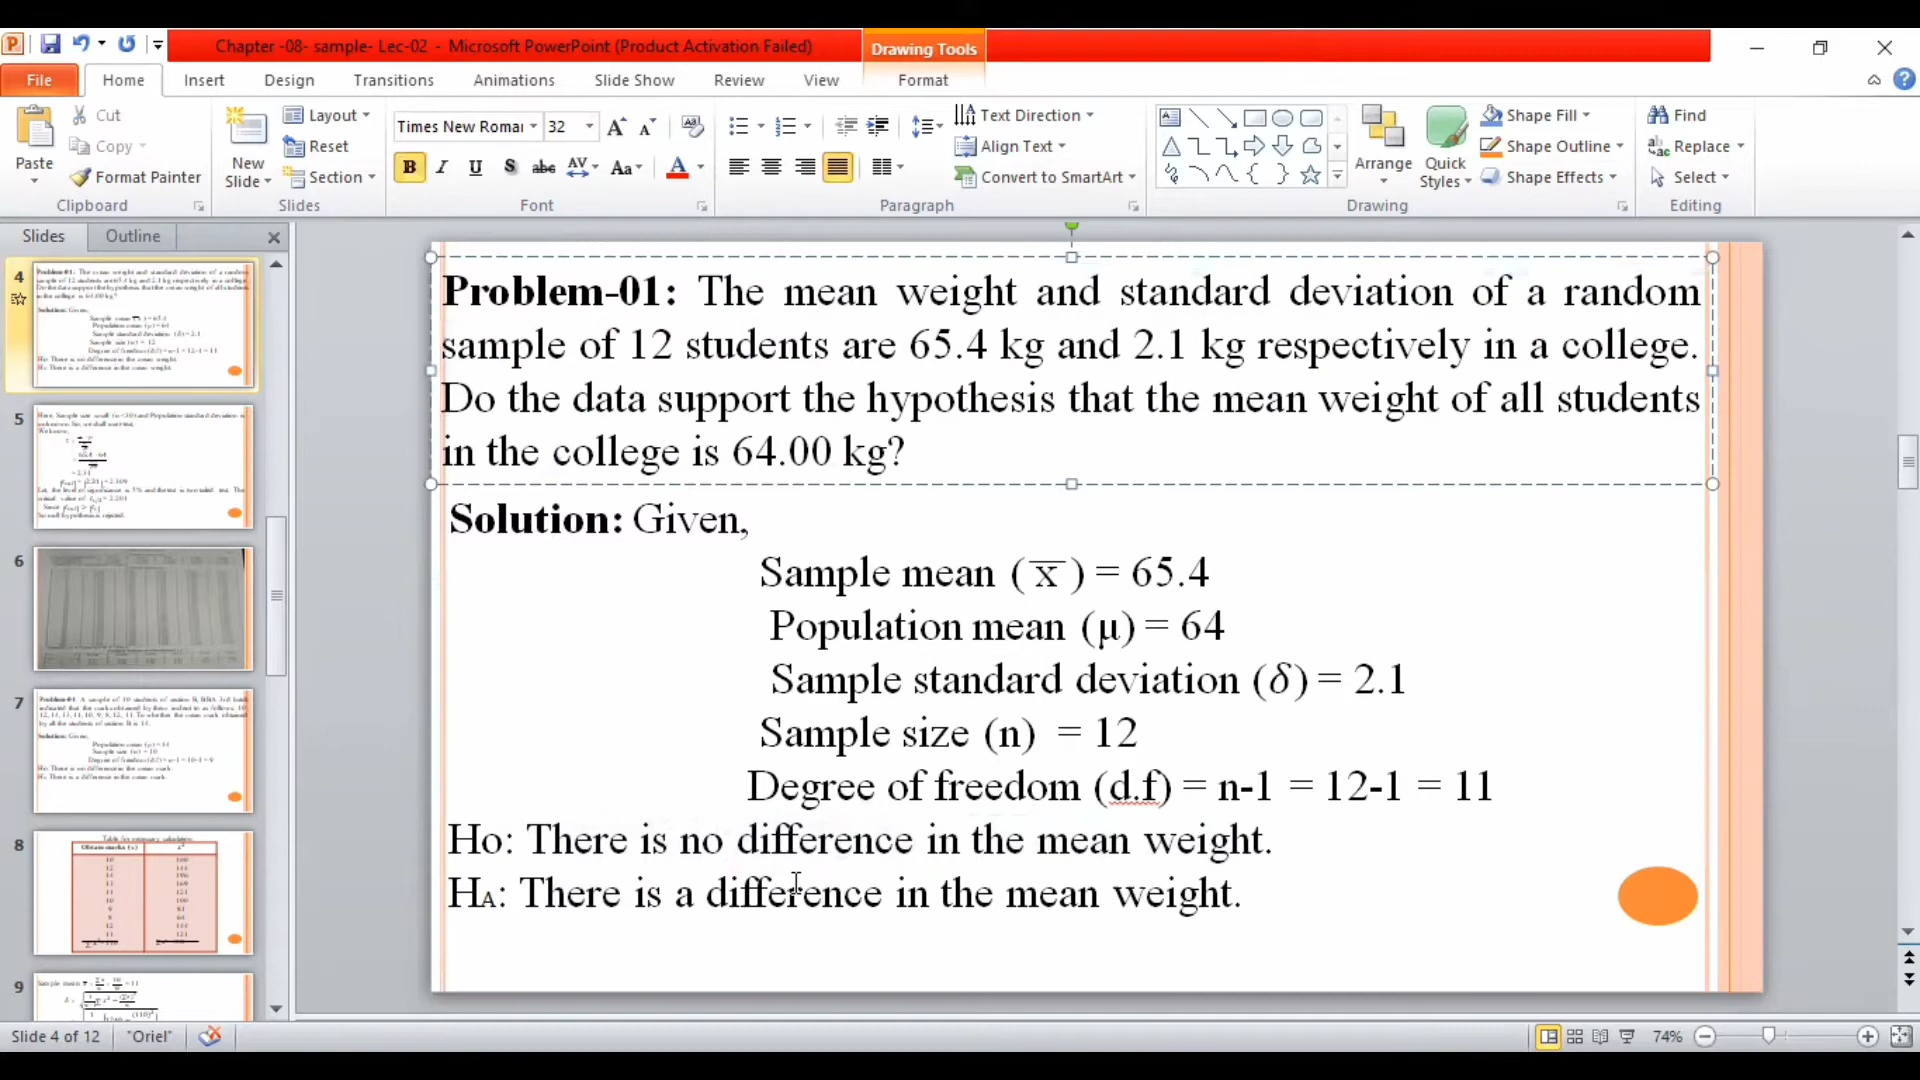 Chapter -08- sample- Lec-02 - Microsoft PowerPoint (Product Activation Failed)
Drawing Tools
File Home Insert Design Transitions Animations Slide Show Review View Format
Paste
Cut
Copy
Format Painter
Clipboard
New Slide
Layout
Reset
Section
Slides
Times New Romai 32
Font
Text Direction
Align Text
Convert to SmartArt
Paragraph
Arrange
Quick Styles
Shape Fill
Shape Outline
Shape Effects
Drawing
Find
Replace
Select
Editing
Slides Outline
4
5
6
7
8
9
Problem-01: The mean weight and standard deviation of a random
sample of 12 students are 65.4 kg and 2.1 kg respectively in a college.
Do the data support the hypothesis that the mean weight of all students
in the college is 64.00 kg?
Solution: Given,
Sample mean ( x̅ ) = 65.4
Population mean (μ) = 64
Sample standard deviation (δ) = 2.1
Sample size (n) = 12
Degree of freedom (d.f) = n-1 = 12-1 = 11
Ho: There is no difference in the mean weight.
HA: There is a difference in the mean weight.
Slide 4 of 12 "Oriel" 74%